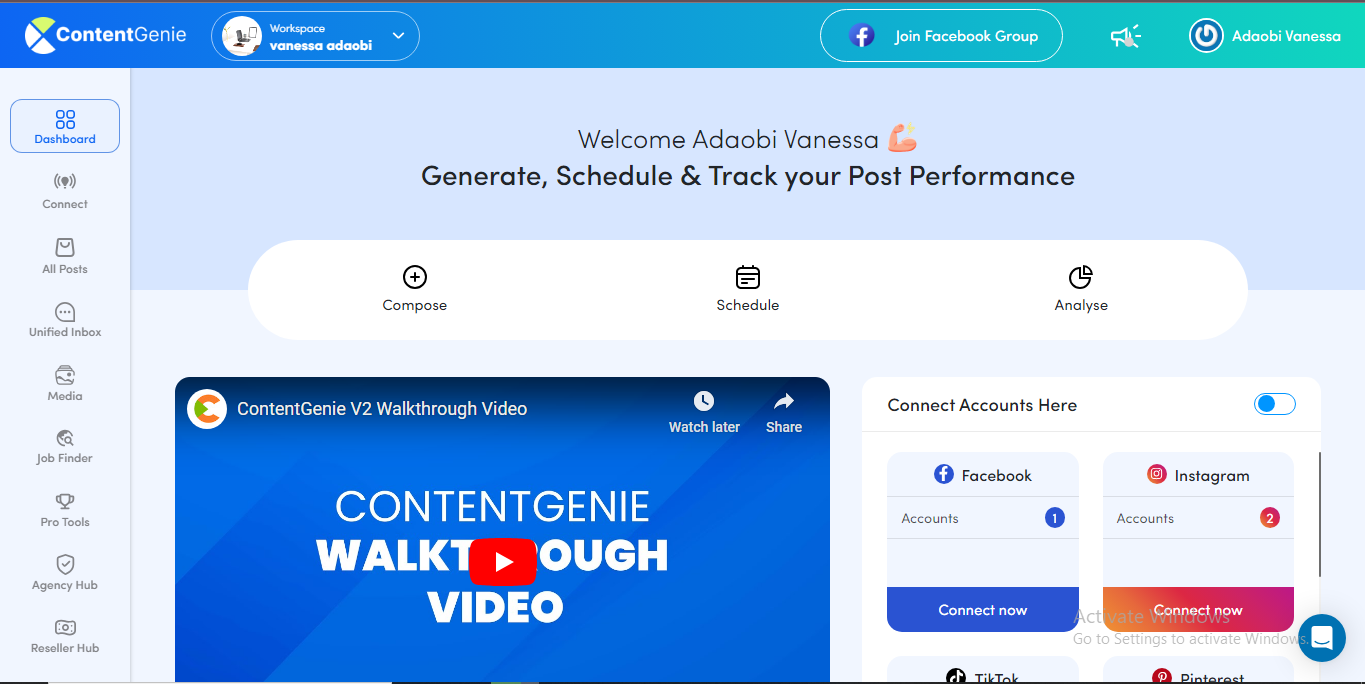 ContentGenie
Workspace
vanessa adaobi
Join Facebook Group
Adaobi Vanessa
Dashboard
Connect
All Posts
Unified Inbox
Media
Job Finder
Pro Tools
Agency Hub
Reseller Hub
Welcome Adaobi Vanessa
Generate, Schedule & Track your Post Performance
Compose
Schedule
Analyse
ContentGenie V2 Walkthrough Video
Watch later
Share
CONTENTGENIE
WALKTHROUGH
VIDEO
Connect Accounts Here
Facebook
Accounts 1
Connect now
Instagram
Accounts 2
Connect now
TikTok
Pinterest
Activate Windows
Go to Settings to activate Windows.